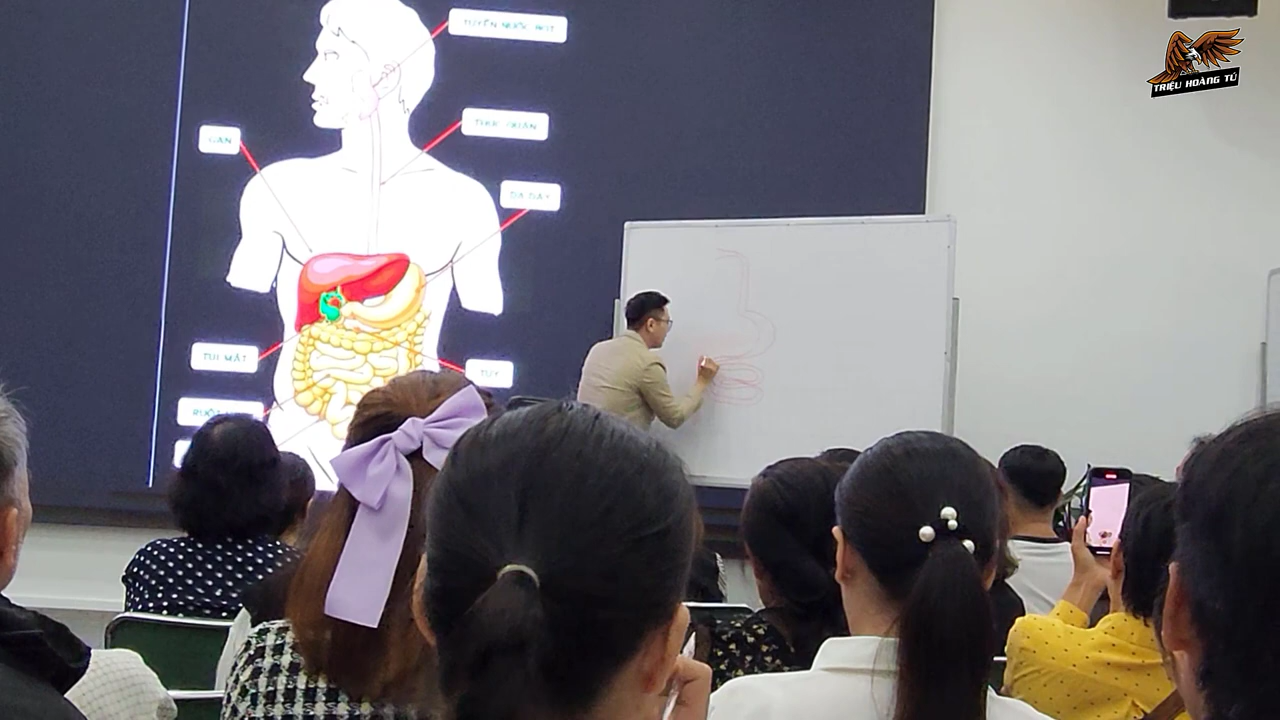 TUYẾN NƯỚC BỌT
THỰC QUẢN
GAN
DẠ DÀY
TÚI MẬT
TỤY
TRIỆU HOÀNG TÚ